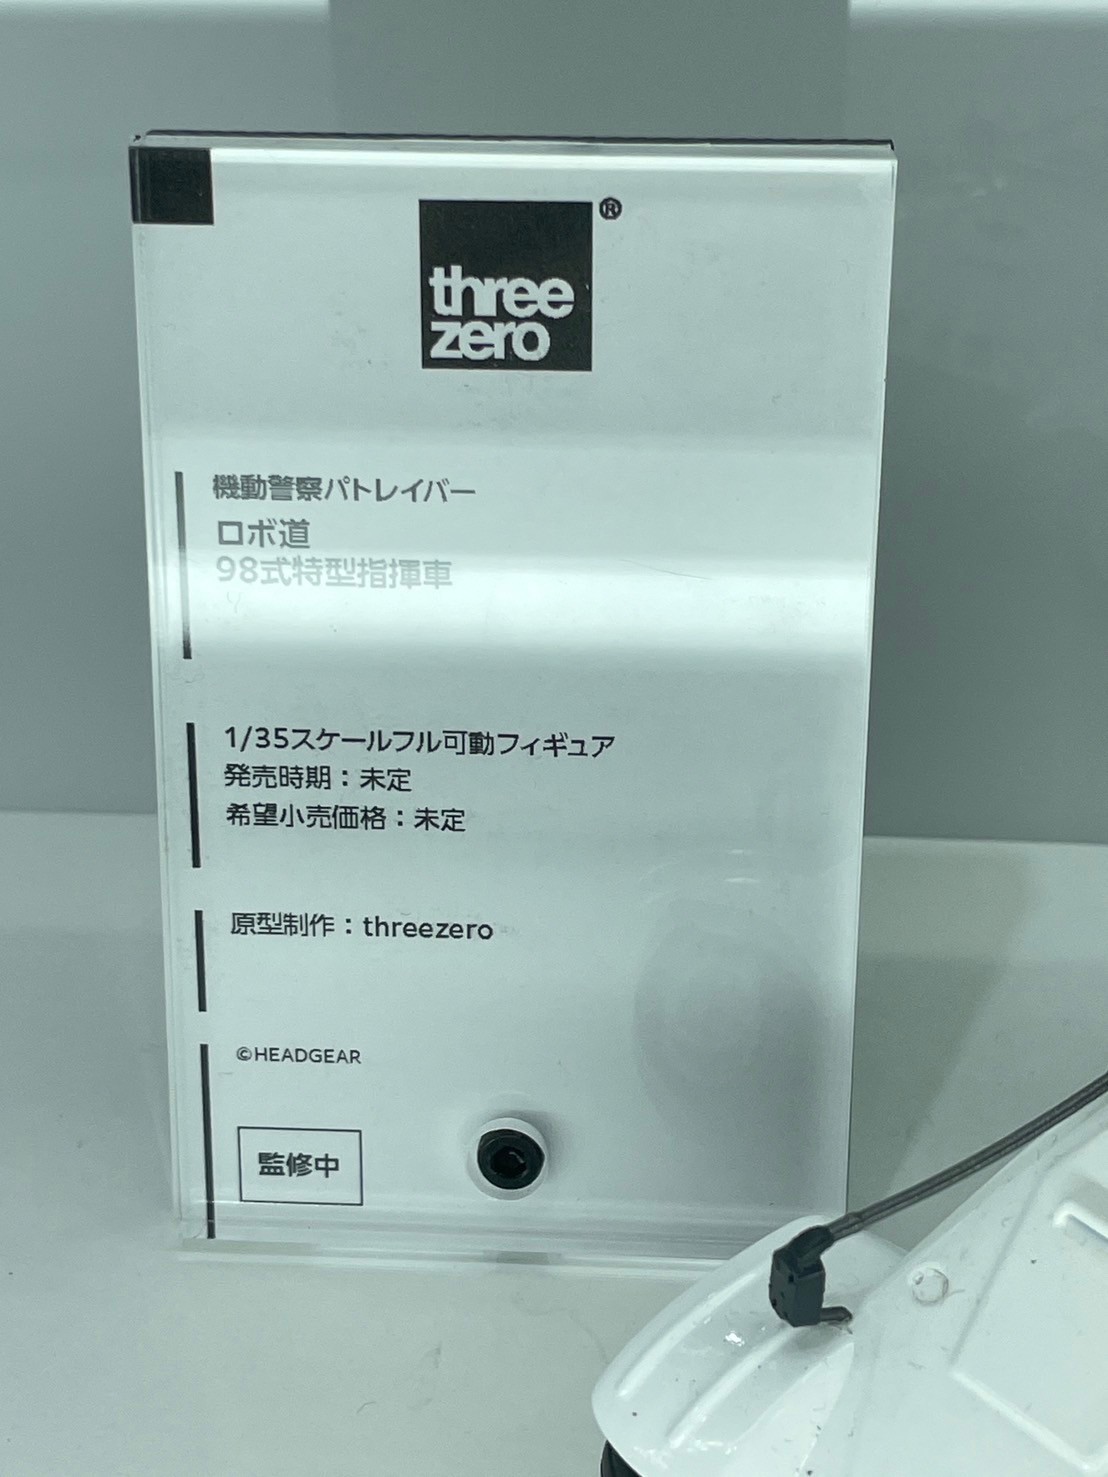 three
zero
®
機動警察パトレイバー
ロボ道
98式特型指揮車
1/35スケールフル可動フィギュア
発売時期：未定
希望小売価格：未定
原型制作：threezero
©HEADGEAR
監修中